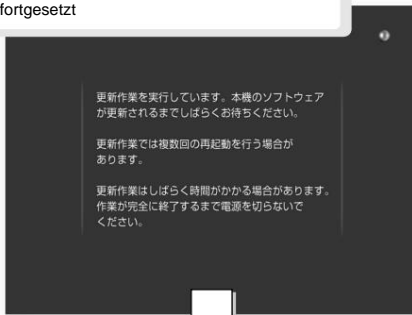 fortgesetzt
更新作業を実行しています。本機のソフトウェア
が更新されるまでしばらくお待ちください。
更新作業では複数回の再起動を行う場合が
あります。
更新作業はしばらく時間がかかる場合があります。
作業が完全に終了するまで電源を切らないで
ください。